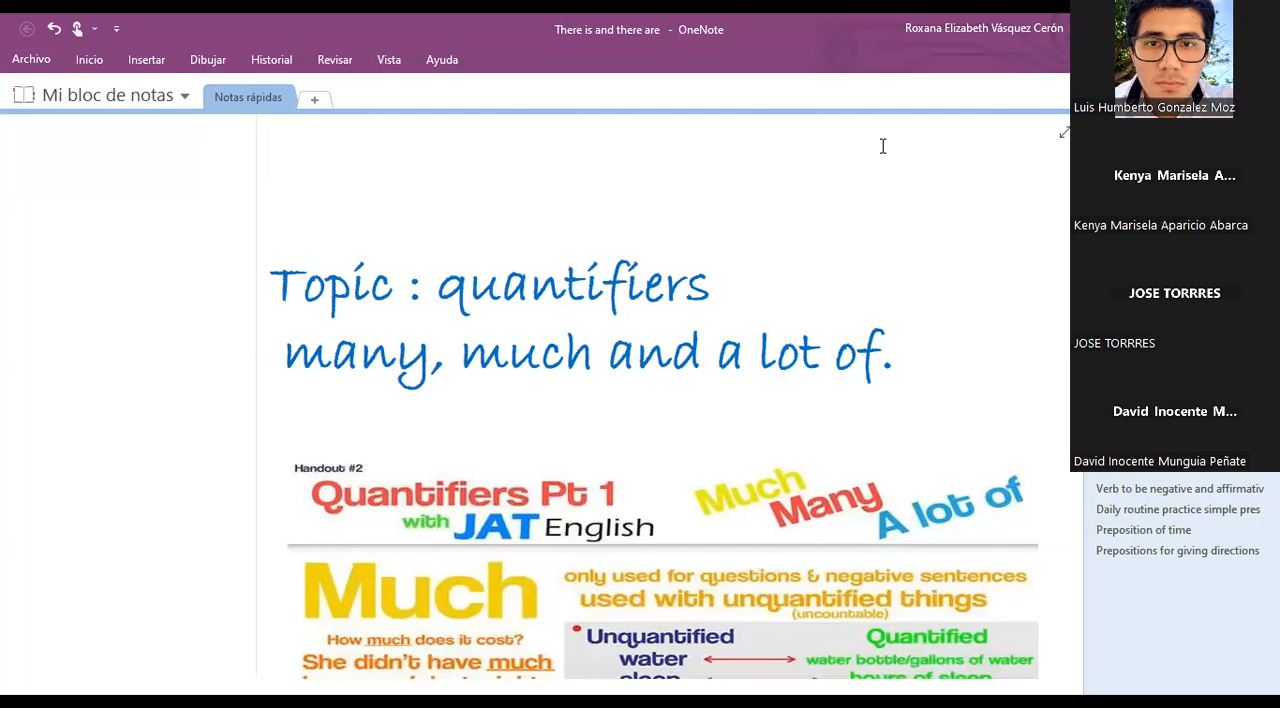 There is and there are - OneNote
Roxana Elizabeth Vásquez Cerón
Archivo Inicio Insertar Dibujar Historial Revisar Vista Ayuda
Mi bloc de notas
Notas rápidas
Topic : quantifiers
many, much and a lot of.
Handout #2
Quantifiers Pt 1
with JAT English
Much
Many
A lot of
Much
How much does it cost?
She didn't have much
only used for questions & negative sentences
used with unquantified things
(uncountable)
Unquantified Quantified
water water bottle/gallons of water
sleep hours of sleep
Luis Humberto Gonzalez Moz
Kenya Marisela A...
Kenya Marisela Aparicio Abarca
JOSE TORRRES
JOSE TORRRES
David Inocente M...
David Inocente Munguia Peñate
Verb to be negative and affirmativ
Daily routine practice simple pres
Preposition of time
Prepositions for giving directions